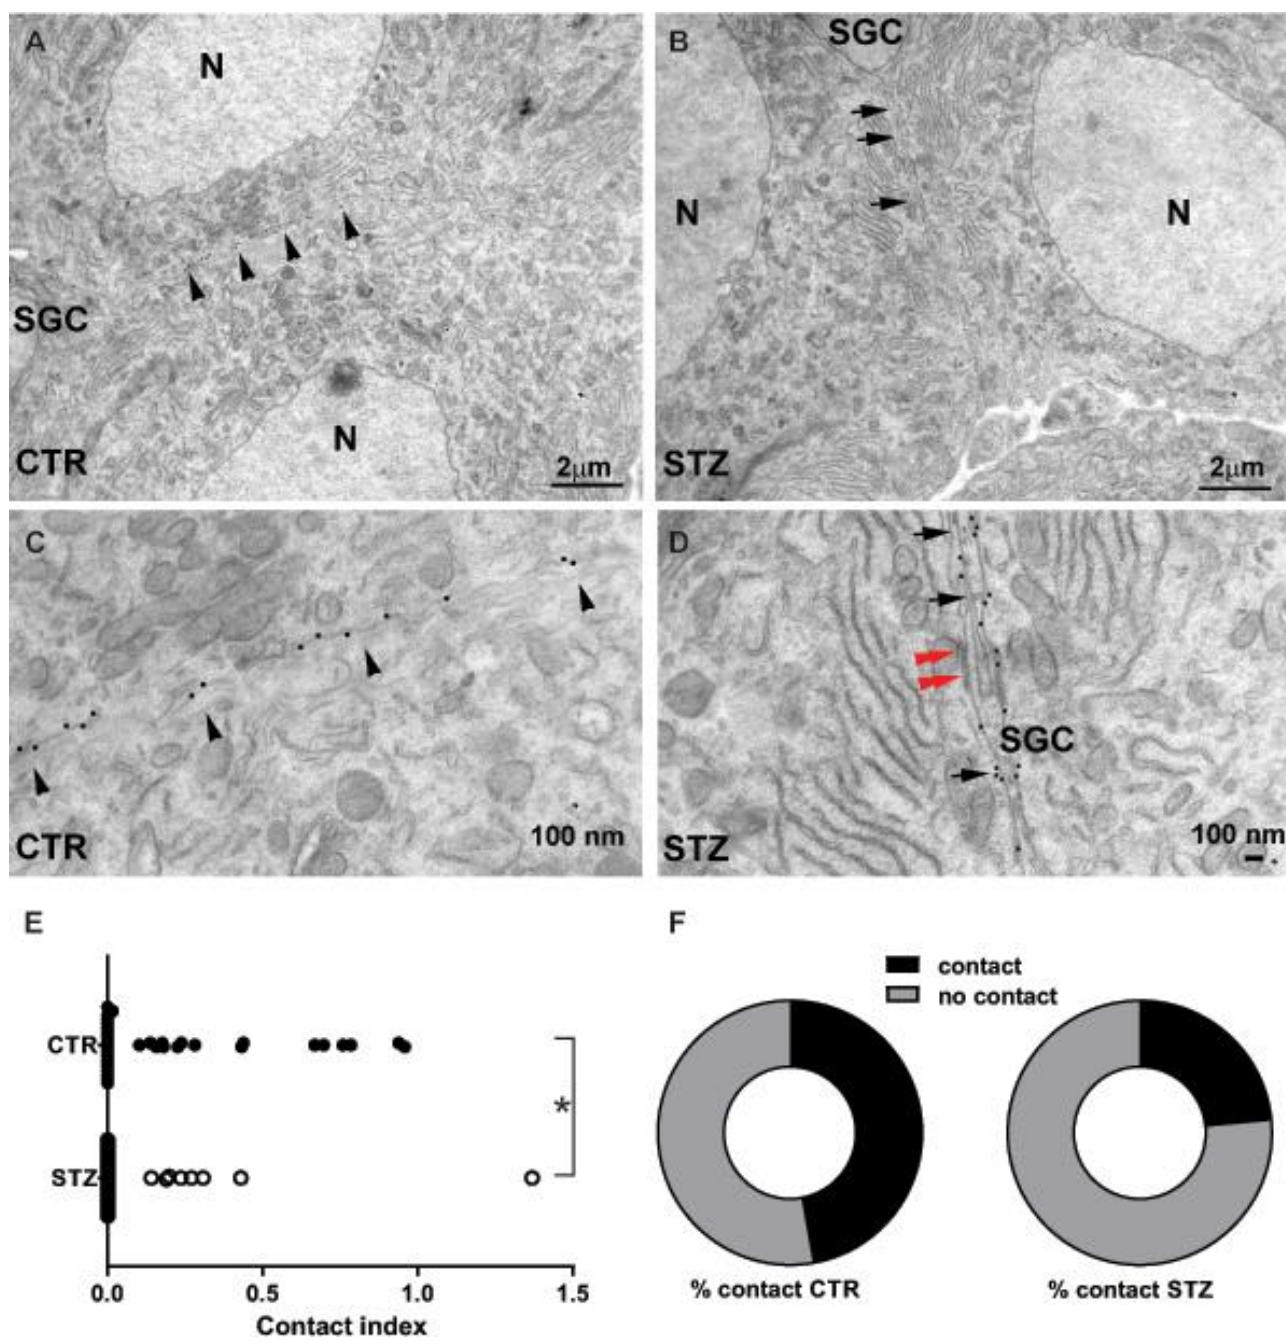 A
N
SGC
N
CTR
2μm
B
SGC
N
N
STZ
2μm
C
CTR
100 nm
D
SGC
STZ
100 nm
E
CTR
STZ
*
0.0 0.5 1.0 1.5
Contact index
F
contact
no contact
% contact CTR
% contact STZ